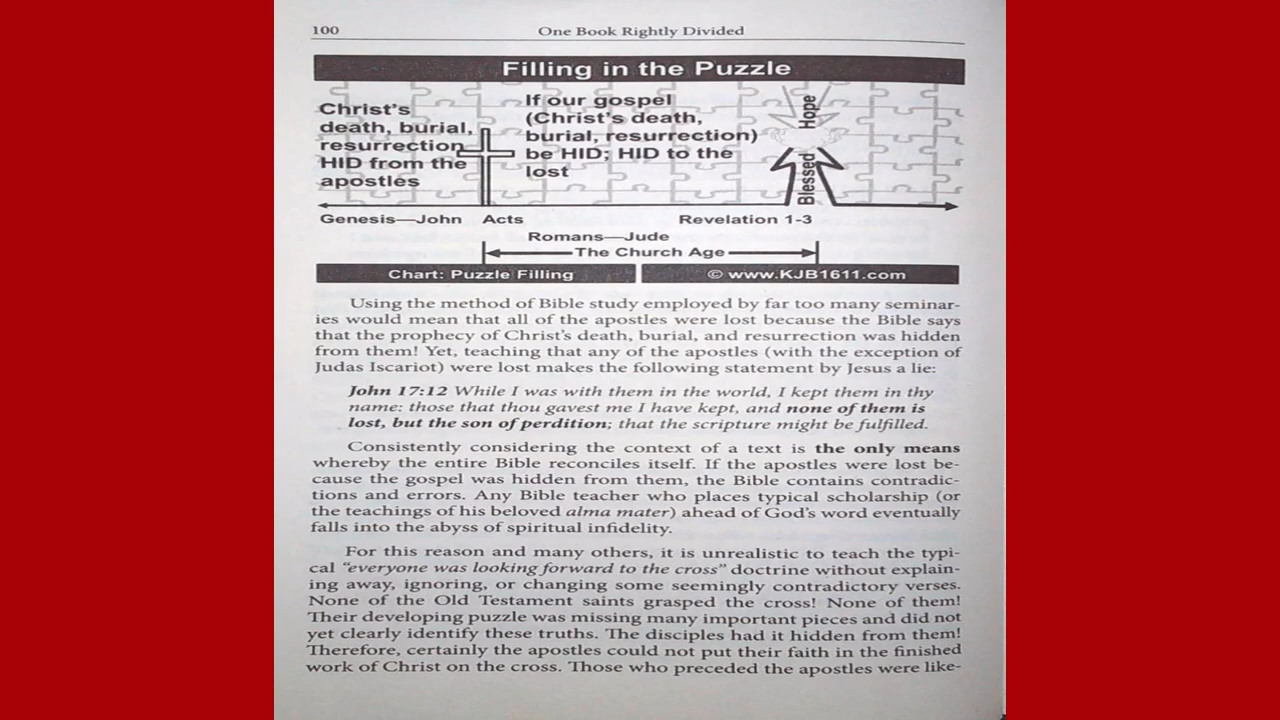 100
One Book Rightly Divided
Filling in the Puzzle
Christ's
death, burial,
resurrection
HID from the
apostles
If our gospel
(Christ's death,
burial, resurrection)
be HID; HID to the
lost
Blessed Hope
Genesis—John
Acts
Revelation 1-3
Romans—Jude
The Church Age
Chart: Puzzle Filling
© www.KJB1611.com
Using the method of Bible study employed by far too many seminar-
ies would mean that all of the apostles were lost because the Bible says
that the prophecy of Christ's death, burial, and resurrection was hidden
from them! Yet, teaching that any of the apostles (with the exception of
Judas Iscariot) were lost makes the following statement by Jesus a lie:
John 17:12 While I was with them in the world, I kept them in thy
name: those that thou gavest me I have kept, and none of them is
lost, but the son of perdition; that the scripture might be fulfilled.
Consistently considering the context of a text is the only means
whereby the entire Bible reconciles itself. If the apostles were lost be-
cause the gospel was hidden from them, the Bible contains contradic-
tions and errors. Any Bible teacher who places typical scholarship (or
the teachings of his beloved alma mater) ahead of God's word eventually
falls into the abyss of spiritual infidelity.
For this reason and many others, it is unrealistic to teach the typi-
cal "everyone was looking forward to the cross" doctrine without explain-
ing away, ignoring, or changing some seemingly contradictory verses.
None of the Old Testament saints grasped the cross! None of them!
Their developing puzzle was missing many important pieces and did not
yet clearly identify these truths. The disciples had it hidden from them!
Therefore, certainly the apostles could not put their faith in the finished
work of Christ on the cross. Those who preceded the apostles were like-